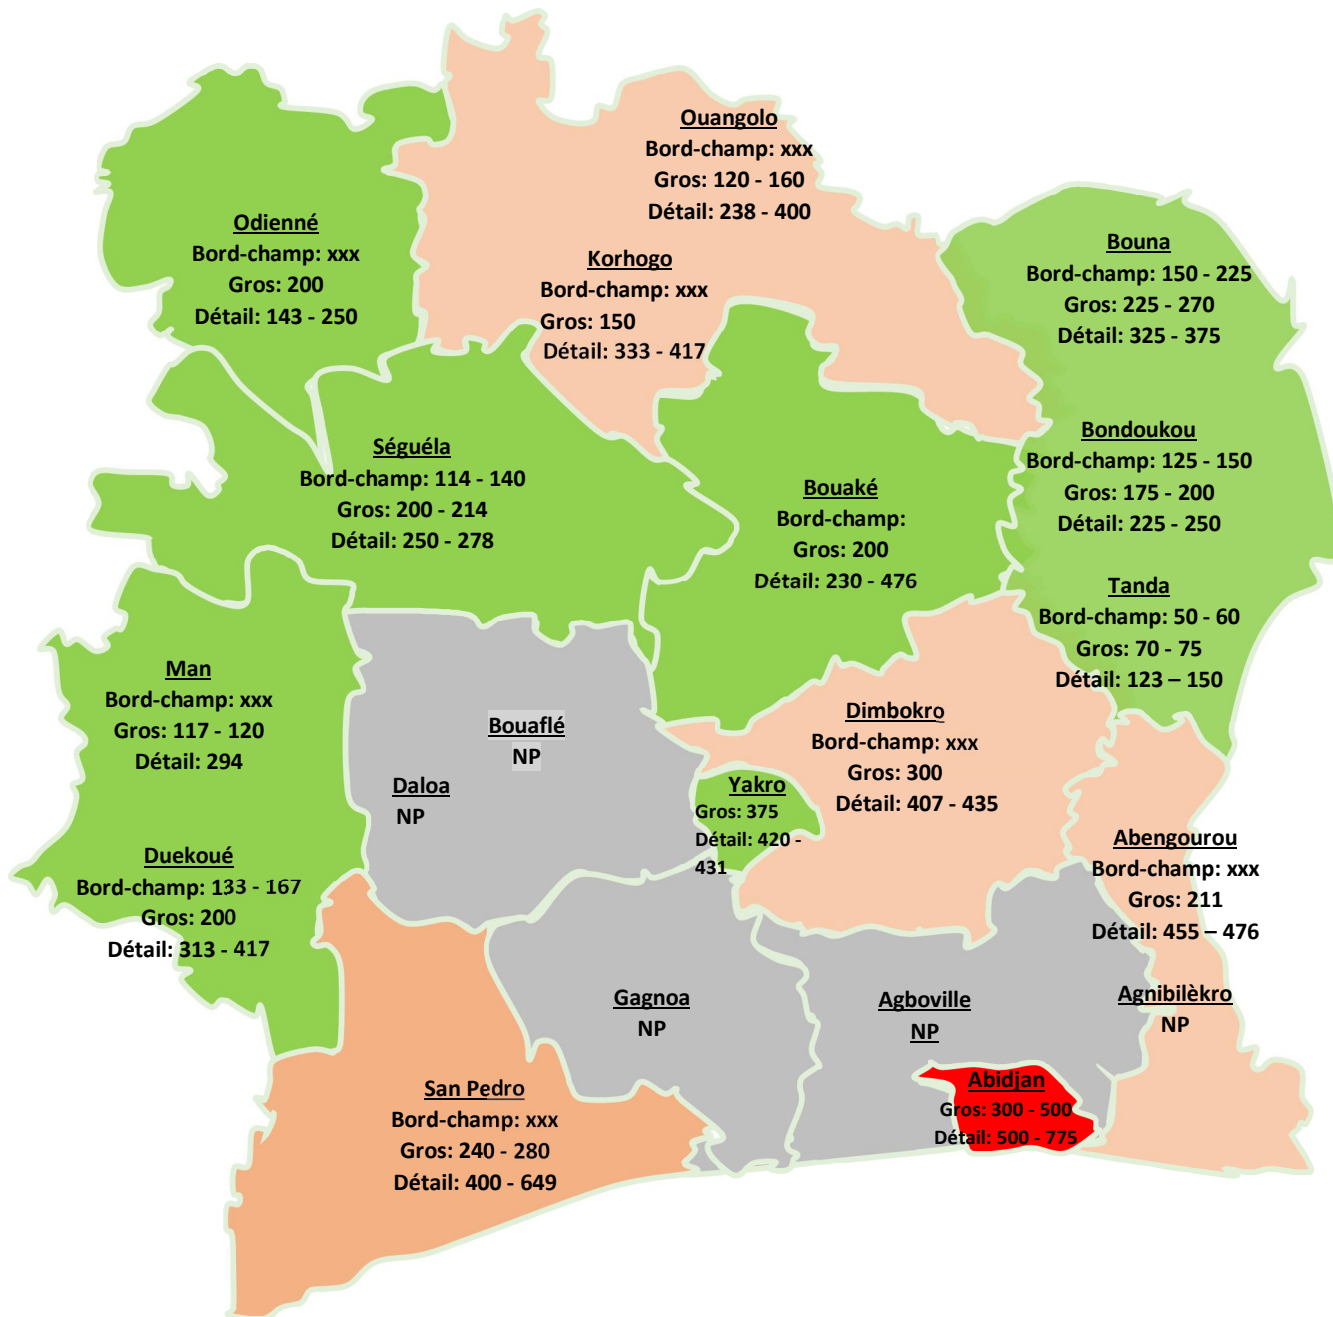 Ouangolo
Bord-champ: xxx
Gros: 120 - 160
Détail: 238 - 400
Odienné
Bord-champ: xxx
Gros: 200
Détail: 143 - 250
Korhogo
Bord-champ: xxx
Gros: 150
Détail: 333 - 417
Bouna
Bord-champ: 150 - 225
Gros: 225 - 270
Détail: 325 - 375
Séguéla
Bord-champ: 114 - 140
Gros: 200 - 214
Détail: 250 - 278
Bouaké
Bord-champ:
Gros: 200
Détail: 230 - 476
Bondoukou
Bord-champ: 125 - 150
Gros: 175 - 200
Détail: 225 - 250
Tanda
Bord-champ: 50 - 60
Gros: 70 - 75
Détail: 123 – 150
Man
Bord-champ: xxx
Gros: 117 - 120
Détail: 294
Bouaflé
NP
Daloa
NP
Dimbokro
Bord-champ: xxx
Gros: 300
Détail: 407 - 435
Yakro
Gros: 375
Détail: 420 -
431
Duekoué
Bord-champ: 133 - 167
Gros: 200
Détail: 313 - 417
Abengourou
Bord-champ: xxx
Gros: 211
Détail: 455 – 476
Gagnoa
NP
Agboville
NP
Agnibilèkro
NP
San Pedro
Bord-champ: xxx
Gros: 240 - 280
Détail: 400 - 649
Abidjan
Gros: 300 - 500
Détail: 500 - 775